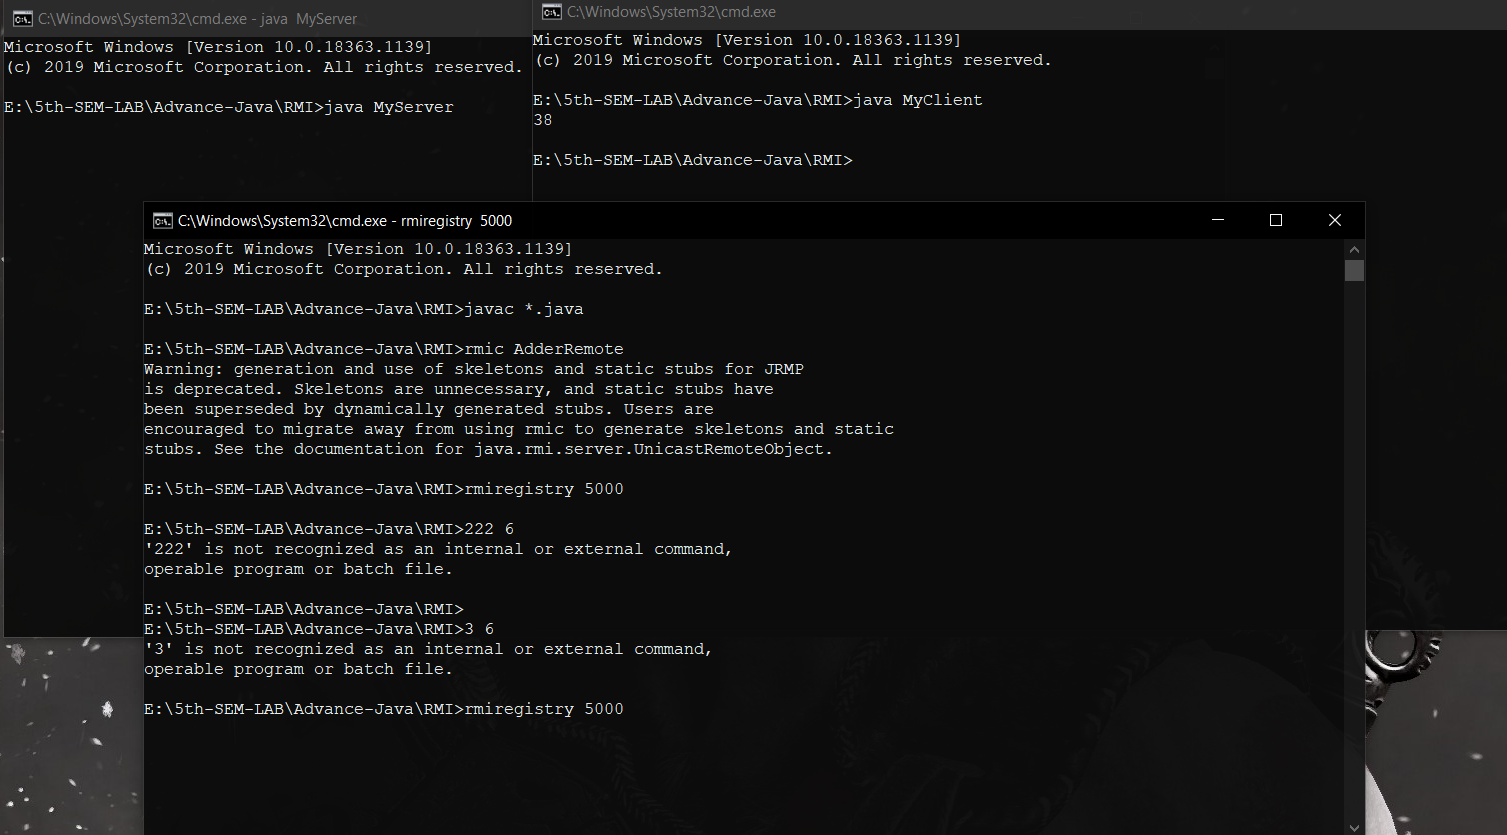 C:\Windows\System32\cmd.exe - java  MyServer
Microsoft Windows [Version 10.0.18363.1139]
(c) 2019 Microsoft Corporation. All rights reserved.
E:\5th-SEM-LAB\Advance-Java\RMI>java MyServer
C:\Windows\System32\cmd.exe
Microsoft Windows [Version 10.0.18363.1139]
(c) 2019 Microsoft Corporation. All rights reserved.
E:\5th-SEM-LAB\Advance-Java\RMI>java MyClient
38
E:\5th-SEM-LAB\Advance-Java\RMI>
C:\Windows\System32\cmd.exe - rmiregistry  5000
Microsoft Windows [Version 10.0.18363.1139]
(c) 2019 Microsoft Corporation. All rights reserved.
E:\5th-SEM-LAB\Advance-Java\RMI>javac *.java
E:\5th-SEM-LAB\Advance-Java\RMI>rmic AdderRemote
Warning: generation and use of skeletons and static stubs for JRMP
is deprecated. Skeletons are unnecessary, and static stubs have
been superseded by dynamically generated stubs. Users are
encouraged to migrate away from using rmic to generate skeletons and static
stubs. See the documentation for java.rmi.server.UnicastRemoteObject.
E:\5th-SEM-LAB\Advance-Java\RMI>rmiregistry 5000
E:\5th-SEM-LAB\Advance-Java\RMI>222 6
'222' is not recognized as an internal or external command,
operable program or batch file.
E:\5th-SEM-LAB\Advance-Java\RMI>
E:\5th-SEM-LAB\Advance-Java\RMI>3 6
'3' is not recognized as an internal or external command,
operable program or batch file.
E:\5th-SEM-LAB\Advance-Java\RMI>rmiregistry 5000